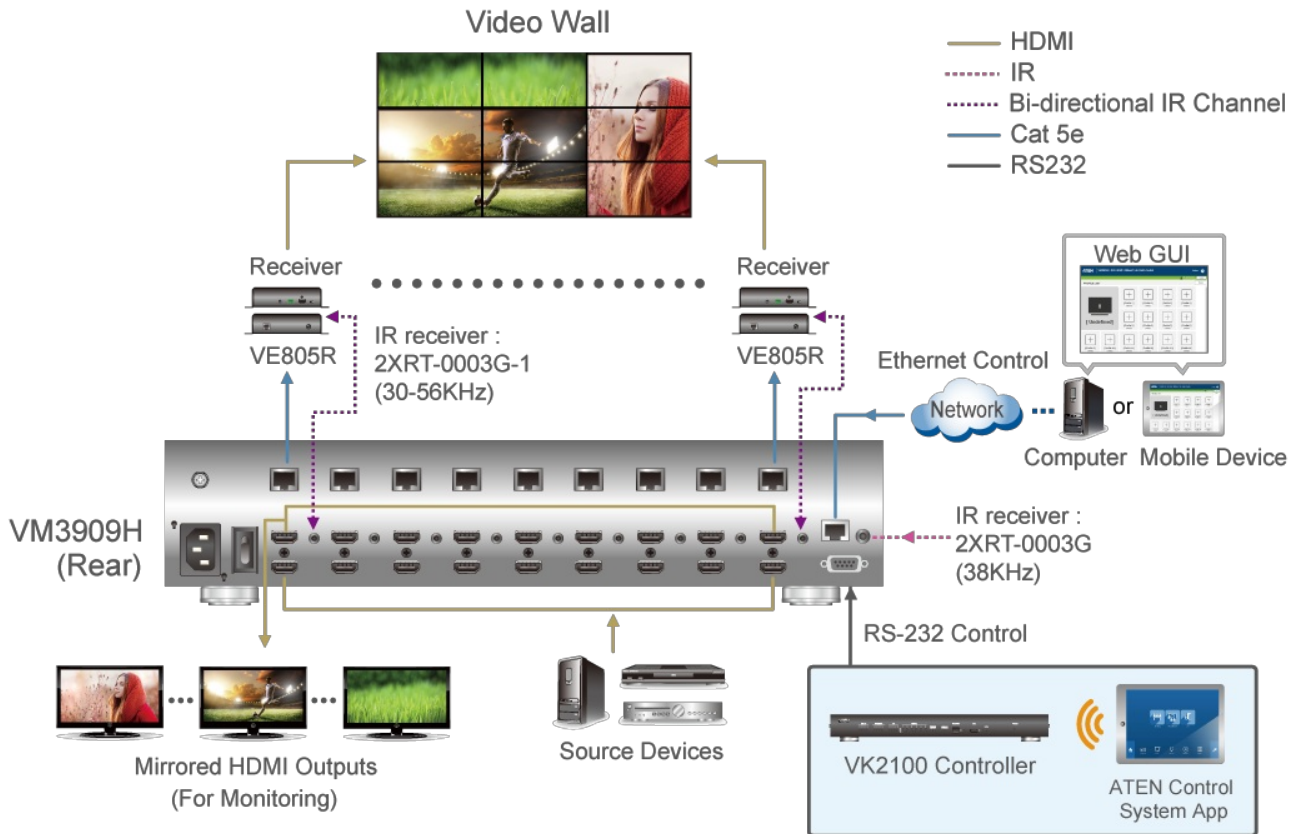 Video Wall
HDMI
IR
Bi-directional IR Channel
Cat 5e
RS232
Receiver
VE805R
IR receiver :
2XRT-0003G-1
(30-56KHz)
Receiver
VE805R
Web GUI
Ethernet Control
Network
or
Computer
Mobile Device
VM3909H
(Rear)
IR receiver :
2XRT-0003G
(38KHz)
RS-232 Control
Mirrored HDMI Outputs
(For Monitoring)
Source Devices
VK2100 Controller
ATEN Control
System App